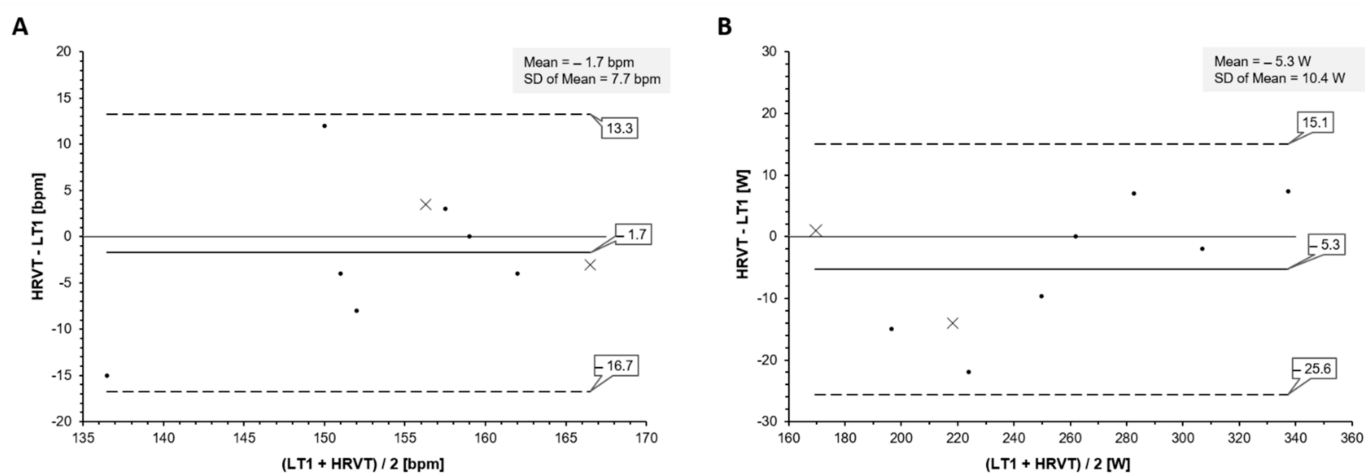 A
Mean = – 1.7 bpm
SD of Mean = 7.7 bpm
HRVT - LT1 [bpm]
20
15
10
5
0
-5
-10
-15
-20
13.3
– 1.7
– 16.7
135 140 145 150 155 160 165 170
(LT1 + HRVT) / 2 [bpm]
B
Mean = – 5.3 W
SD of Mean = 10.4 W
HRVT - LT1 [W]
30
20
10
0
-10
-20
-30
15.1
– 5.3
– 25.6
160 180 200 220 240 260 280 300 320 340 360
(LT1 + HRVT) / 2 [W]